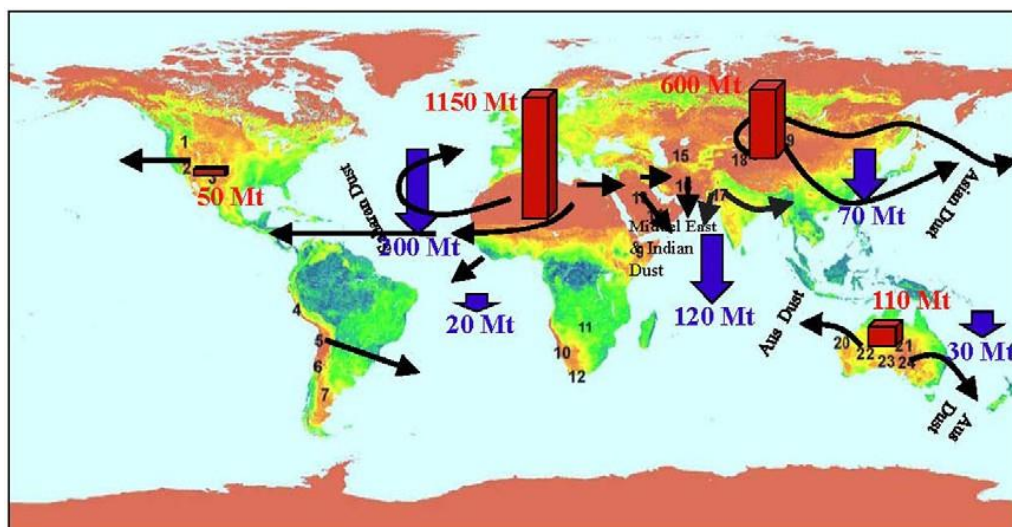 600 Mt
1150 Mt
1
2
3
50 Mt
Saharan Dust
200 Mt
20 Mt
15
16
17
18
9
Middel East
& Indian
Dust
9
120 Mt
70 Mt
Asian Dust
4
5
6
7
11
10
12
Aus Dust
110 Mt
20
22
21
23
24
30 Mt
Aus
Dust